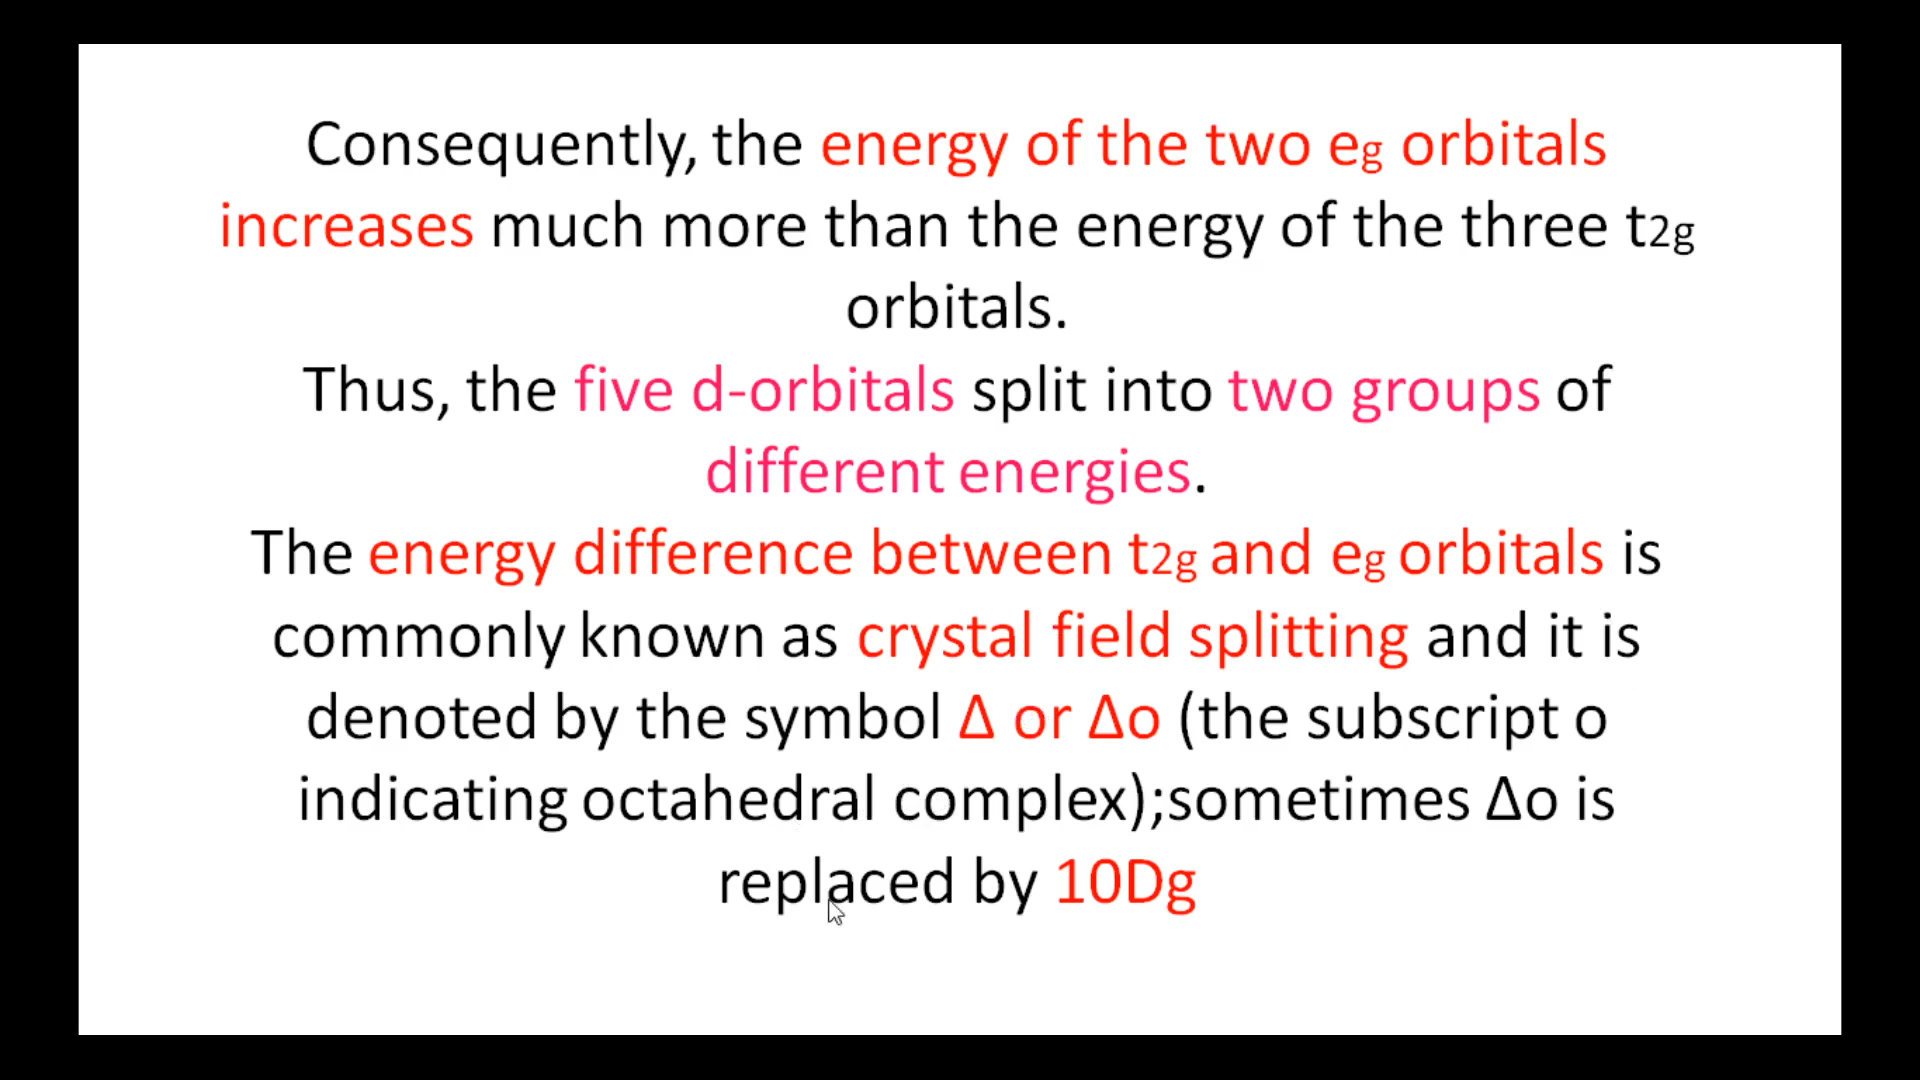 Consequently, the energy of the two eg orbitals
increases much more than the energy of the three t2g
orbitals.
Thus, the five d-orbitals split into two groups of
different energies.
The energy difference between t2g and eg orbitals is
commonly known as crystal field splitting and it is
denoted by the symbol Δ or Δo (the subscript o
indicating octahedral complex);sometimes Δo is
replaced by 10Dg